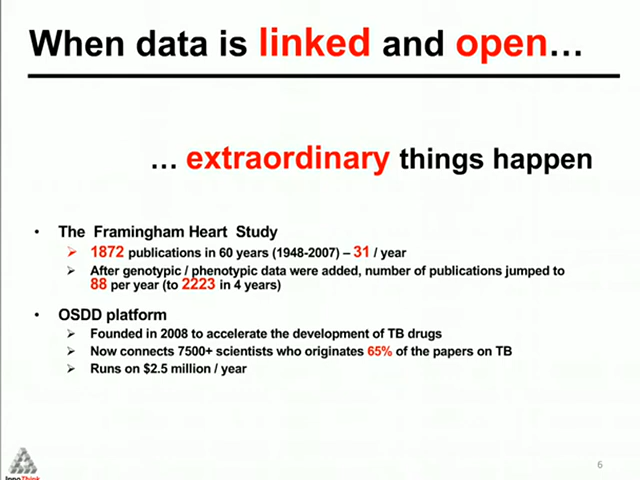 When data is linked and open…
… extraordinary things happen
• The Framingham Heart Study
➢ 1872 publications in 60 years (1948-2007) – 31 / year
➢ After genotypic / phenotypic data were added, number of publications jumped to
88 per year (to 2223 in 4 years)
• OSDD platform
➢ Founded in 2008 to accelerate the development of TB drugs
➢ Now connects 7500+ scientists who originates 65% of the papers on TB
➢ Runs on $2.5 million / year
6
InnoThink